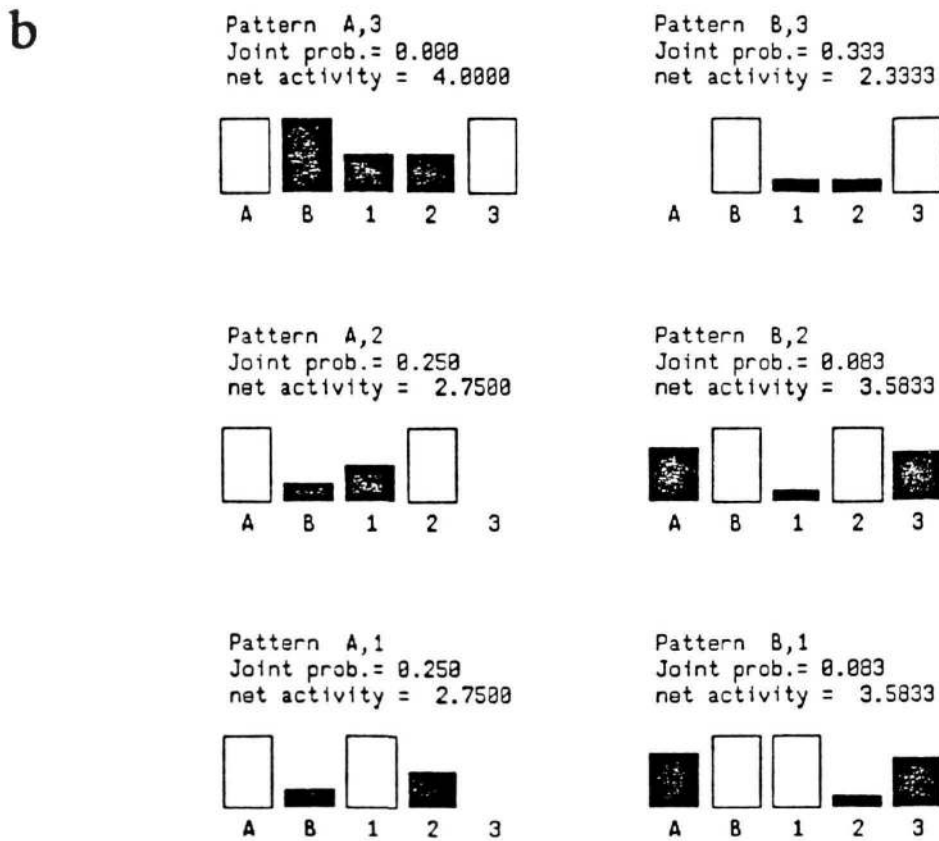 b
Pattern A,3
Joint prob.= 0.000
net activity = 4.0000
A B 1 2 3
Pattern B,3
Joint prob.= 0.333
net activity = 2.3333
A B 1 2 3
Pattern A,2
Joint prob.= 0.250
net activity = 2.7500
A B 1 2 3
Pattern B,2
Joint prob.= 0.083
net activity = 3.5833
A B 1 2 3
Pattern A,1
Joint prob.= 0.250
net activity = 2.7500
A B 1 2 3
Pattern B,1
Joint prob.= 0.083
net activity = 3.5833
A B 1 2 3